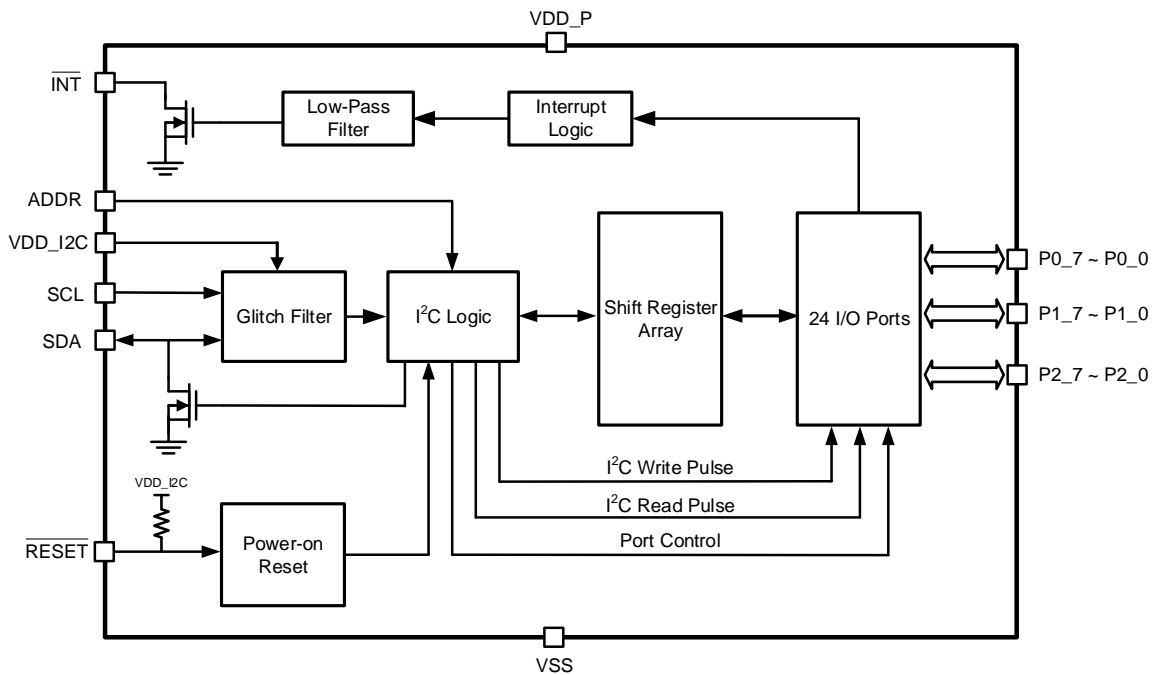 VDD_P
INT
Low-Pass
Filter
Interrupt
Logic
ADDR
VDD_I2C
SCL
SDA
Glitch Filter
I²C Logic
Shift Register
Array
24 I/O Ports
P0_7 ~ P0_0
P1_7 ~ P1_0
P2_7 ~ P2_0
I²C Write Pulse
I²C Read Pulse
Port Control
VDD_I2C
RESET
Power-on
Reset
VSS